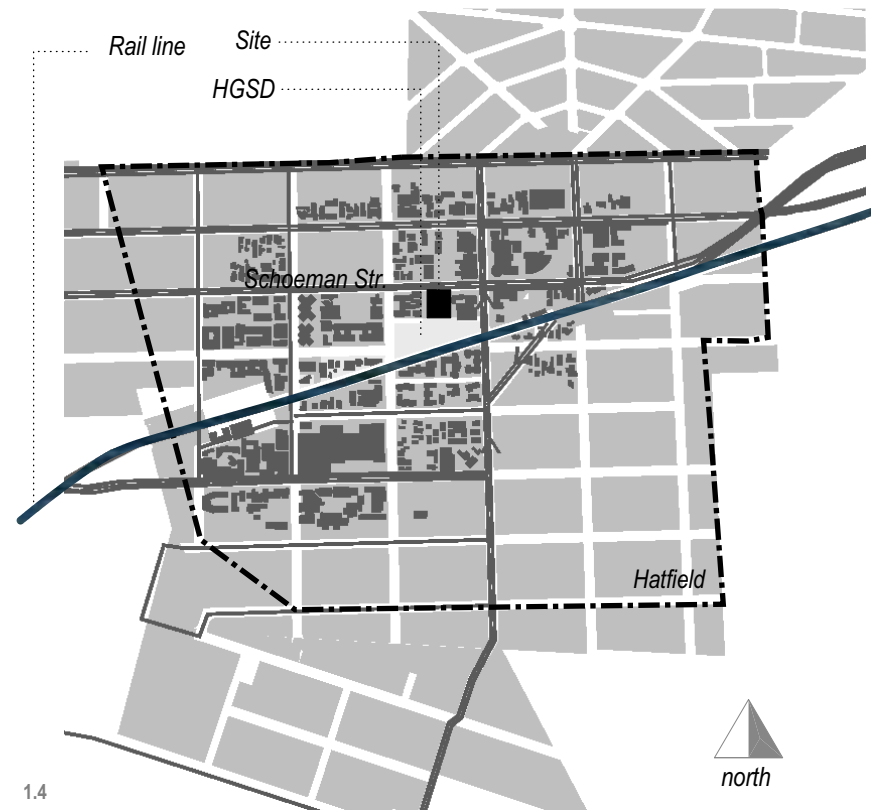 Rail line
Site
HGSD
Schoeman Str.
Hatfield
north
1.4